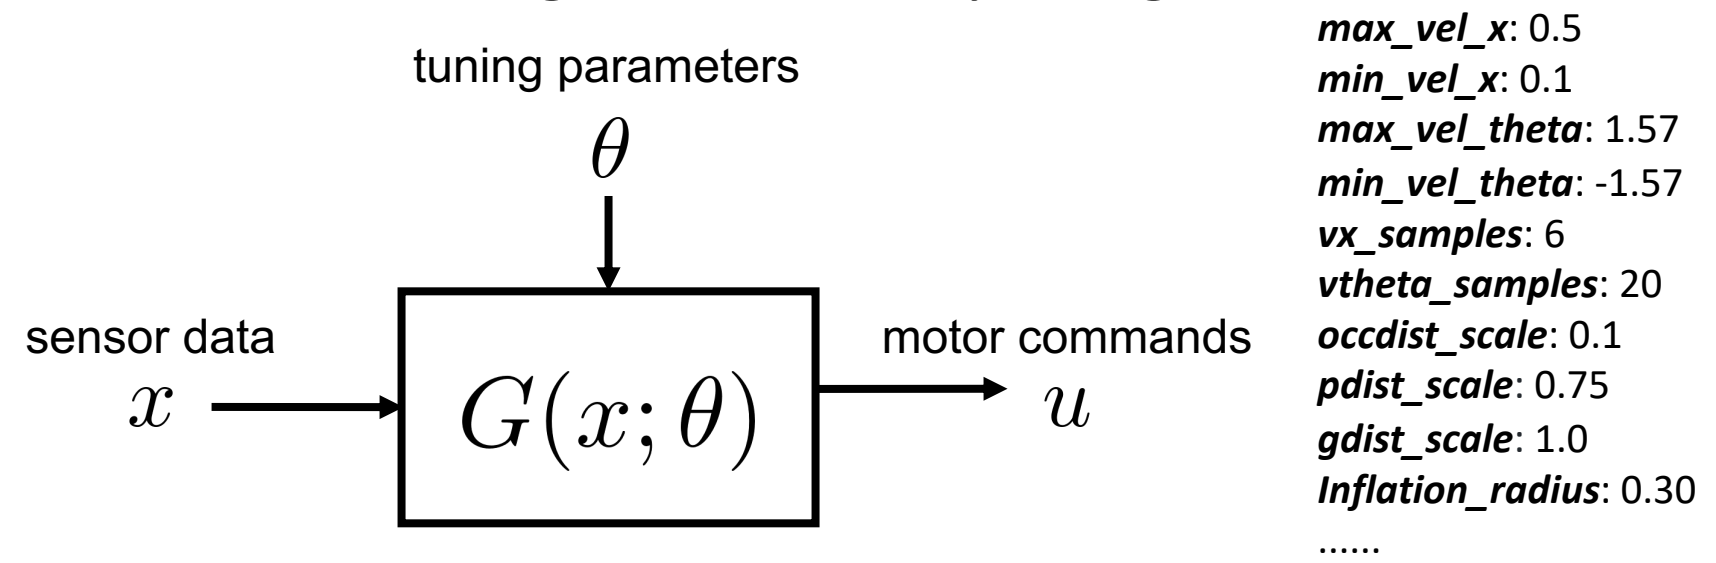 tuning parameters
θ
sensor data
x
G(x; θ)
motor commands
u
max_vel_x: 0.5
min_vel_x: 0.1
max_vel_theta: 1.57
min_vel_theta: -1.57
vx_samples: 6
vtheta_samples: 20
occdist_scale: 0.1
pdist_scale: 0.75
gdist_scale: 1.0
Inflation_radius: 0.30
......